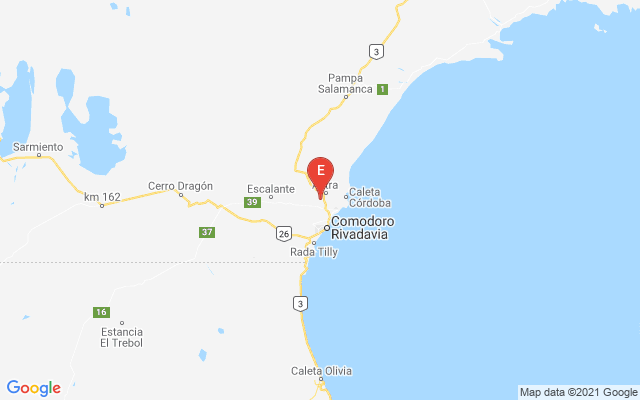 3
Pampa
Salamanca
1
Sarmiento
E
Cerro Dragón
Escalante
Caleta
Córdoba
km 162
39
Comodoro
Rivadavia
37
26
Rada Tilly
3
16
Estancia
El Trebol
Caleta Olivia
Google
Map data ©2021 Google